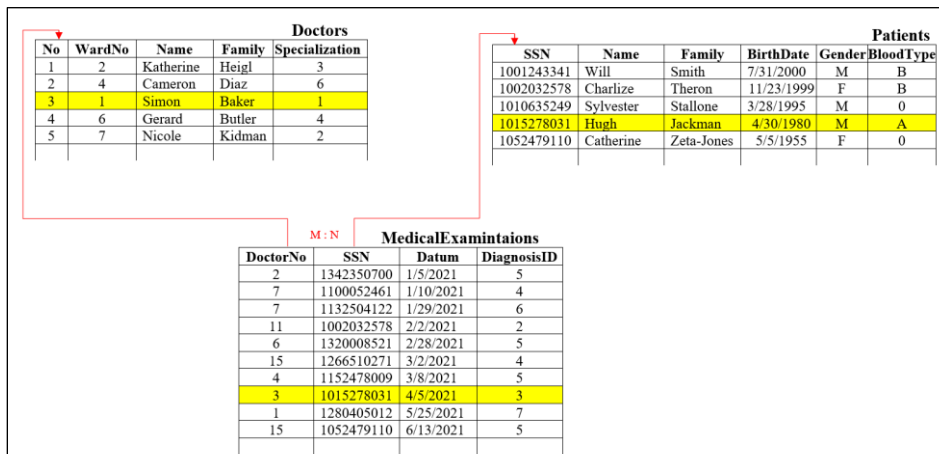 Doctors
No WardNo Name Family Specialization
1 2 Katherine Heigl 3
2 4 Cameron Diaz 6
3 1 Simon Baker 1
4 6 Gerard Butler 4
5 7 Nicole Kidman 2
Patients
SSN Name Family BirthDate Gender BloodType
1001243341 Will Smith 7/31/2000 M B
1002032578 Charlize Theron 11/23/1999 F B
1010635249 Sylvester Stallone 3/28/1995 M 0
1015278031 Hugh Jackman 4/30/1980 M A
1052479110 Catherine Zeta-Jones 5/5/1955 F 0
M : N
MedicalExamintaions
DoctorNo SSN Datum DiagnosisID
2 1342350700 1/5/2021 5
7 1100052461 1/10/2021 4
7 1132504122 1/29/2021 6
11 1002032578 2/2/2021 2
6 1320008521 2/28/2021 5
15 1266510271 3/2/2021 4
4 1152478009 3/8/2021 5
3 1015278031 4/5/2021 3
1 1280405012 5/25/2021 7
15 1052479110 6/13/2021 5